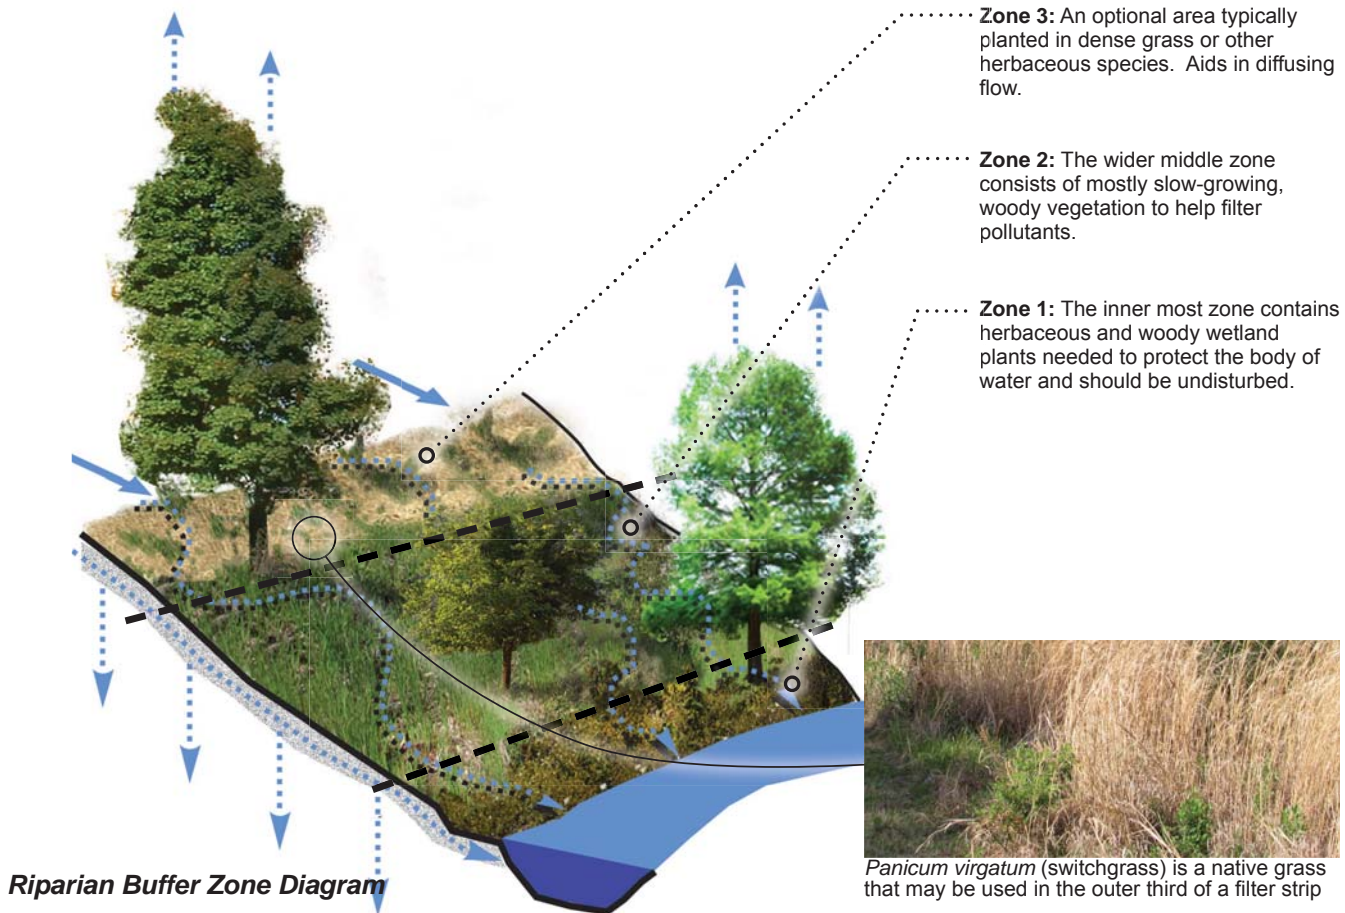 Zone 3: An optional area typically
planted in dense grass or other
herbaceous species.  Aids in diffusing
flow.
Zone 2: The wider middle zone
consists of mostly slow-growing,
woody vegetation to help filter
pollutants.
Zone 1: The inner most zone contains
herbaceous and woody wetland
plants needed to protect the body of
water and should be undisturbed.
Panicum virgatum (switchgrass) is a native grass
that may be used in the outer third of a filter strip
Riparian Buffer Zone Diagram